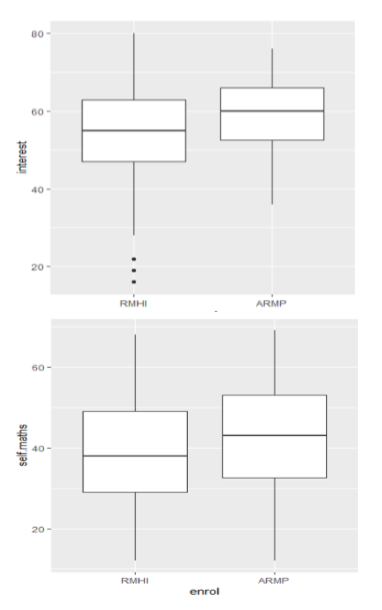 80
60
interest
40
20
RMHI ARMP
60
self.maths
40
20
RMHI ARMP
enrol